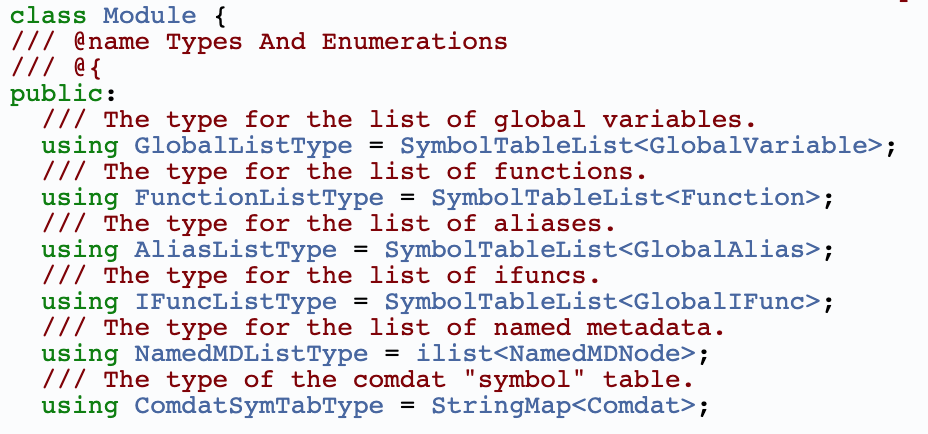 class Module {
/// @name Types And Enumerations
/// @{
public:
  /// The type for the list of global variables.
  using GlobalListType = SymbolTableList<GlobalVariable>;
  /// The type for the list of functions.
  using FunctionListType = SymbolTableList<Function>;
  /// The type for the list of aliases.
  using AliasListType = SymbolTableList<GlobalAlias>;
  /// The type for the list of ifuncs.
  using IFuncListType = SymbolTableList<GlobalIFunc>;
  /// The type for the list of named metadata.
  using NamedMDListType = ilist<NamedMDNode>;
  /// The type of the comdat "symbol" table.
  using ComdatSymTabType = StringMap<Comdat>;